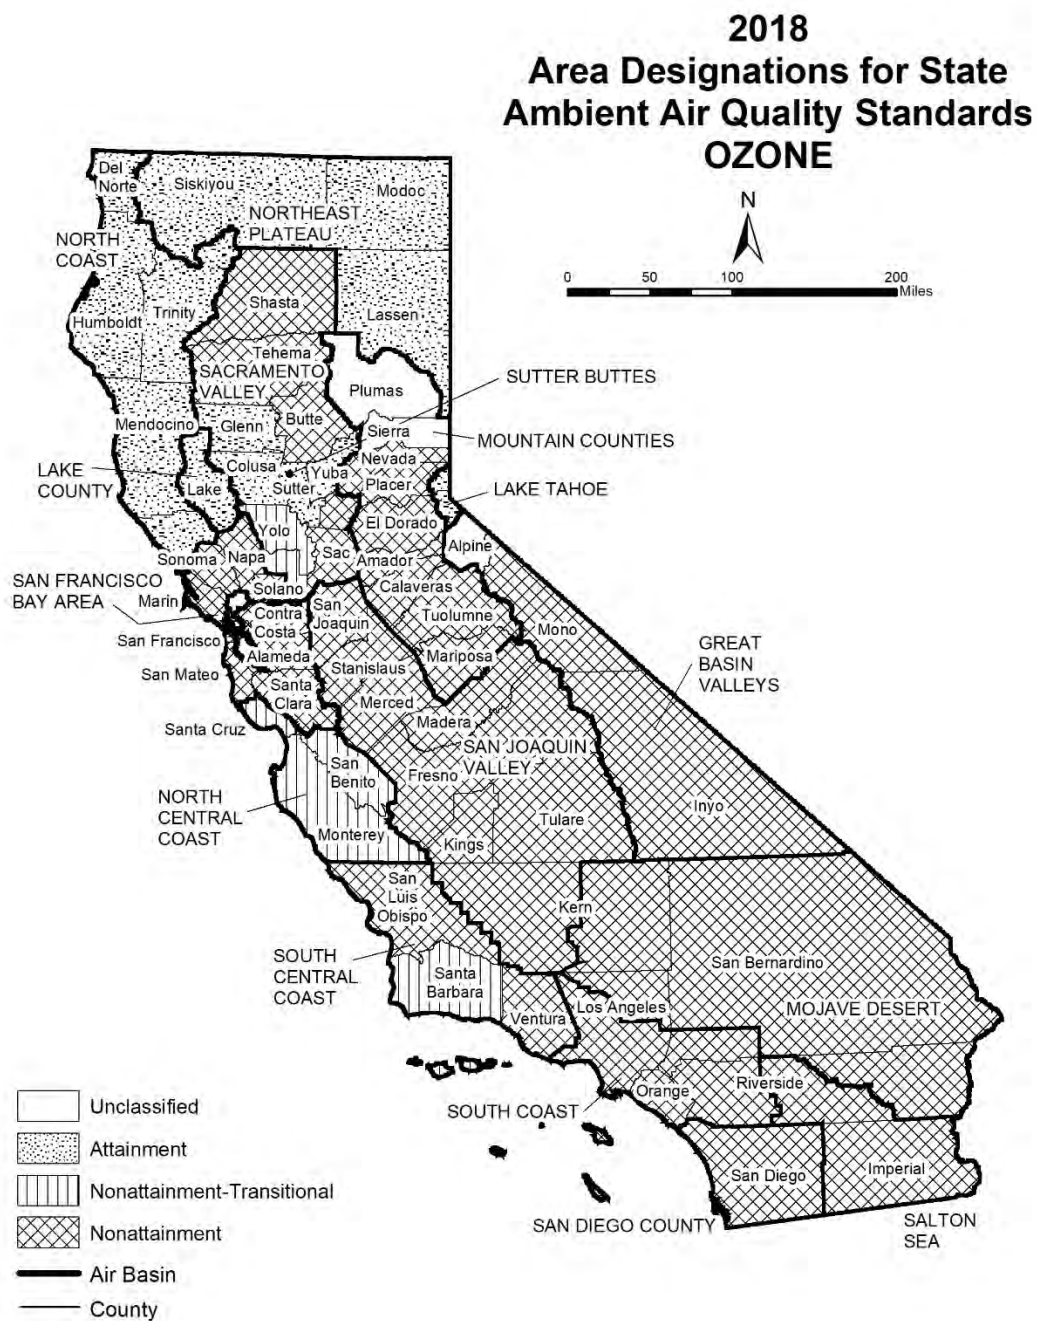 2018
Area Designations for State
Ambient Air Quality Standards
OZONE
N
0 50 100 200
Miles
Del
Norte
Siskiyou
Modoc
NORTHEAST
PLATEAU
NORTH
COAST
Shasta
Trinity
Humboldt
Lassen
Tehema
SACRAMENTO
VALLEY
Plumas
SUTTER BUTTES
Butte
Mendocino
Glenn
Sierra
MOUNTAIN COUNTIES
Nevada
Colusa
Yuba
Placer
LAKE
COUNTY
Lake
Sutter
LAKE TAHOE
El Dorado
Yolo
Sac
Alpine
Sonoma
Napa
Amador
SAN FRANCISCO
BAY AREA
Solano
Calaveras
Marin
Contra
Costa
San
Joaquin
Tuolumne
Mono
San Francisco
Alameda
Stanislaus
Mariposa
GREAT
BASIN
VALLEYS
San Mateo
Santa
Clara
Merced
Santa Cruz
Madera
SAN JOAQUIN
VALLEY
San
Benito
Fresno
NORTH
CENTRAL
COAST
Inyo
Monterey
Kings
Tulare
San
Luis
Obispo
Kern
SOUTH
CENTRAL
COAST
Santa
Barbara
San Bernardino
Los Angeles
MOJAVE DESERT
Ventura
Riverside
Orange
SOUTH COAST
San Diego
Imperial
SAN DIEGO COUNTY
SALTON
SEA
Unclassified
Attainment
Nonattainment-Transitional
Nonattainment
Air Basin
County